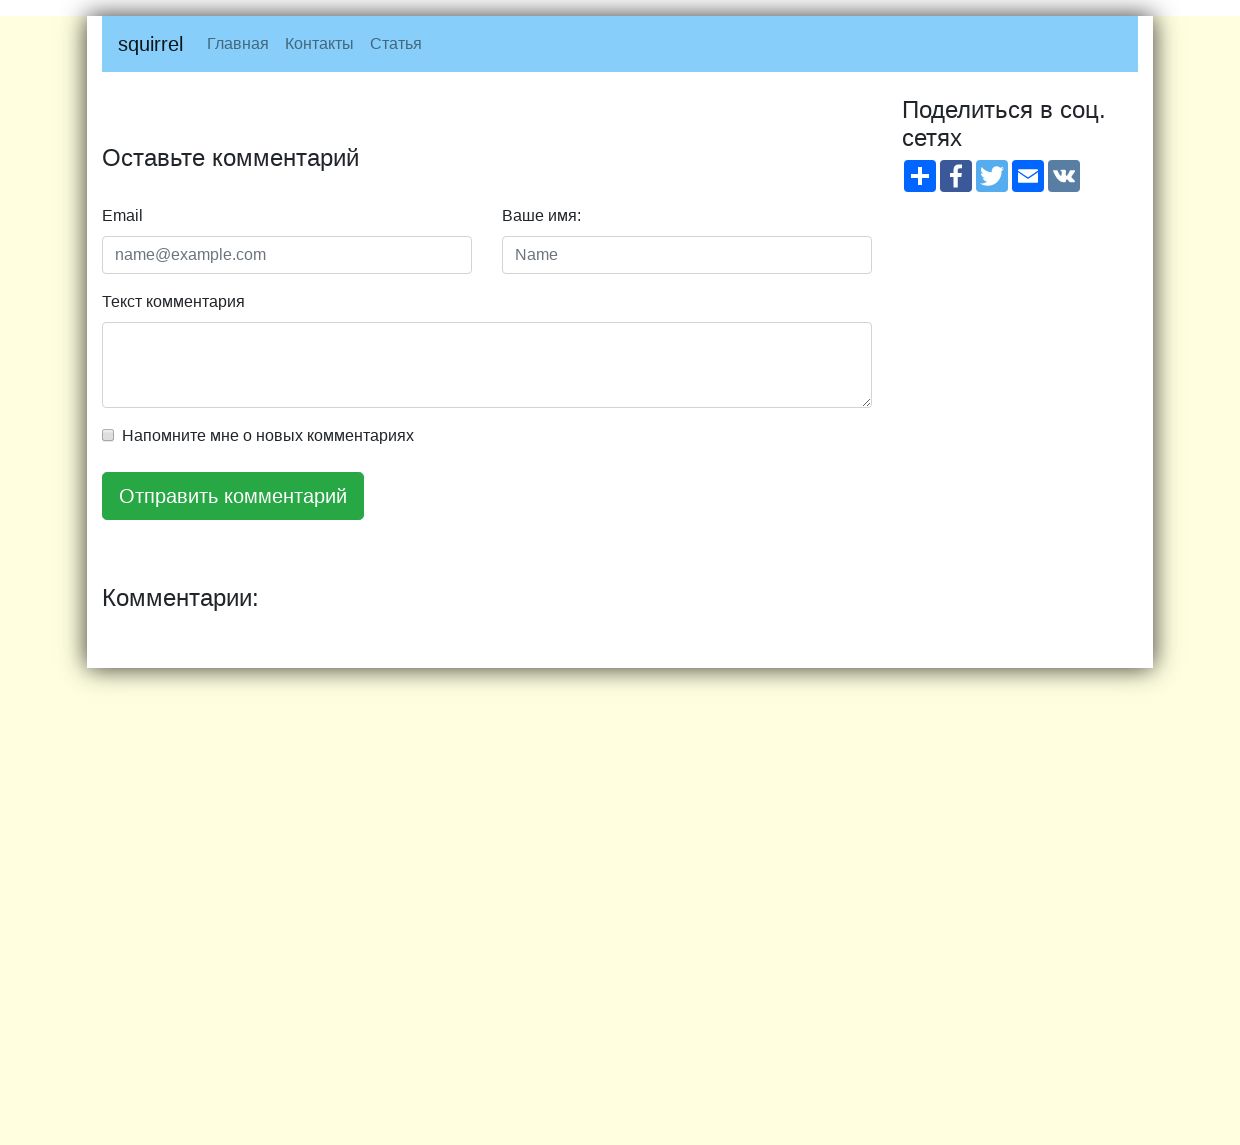 squirrel Главная Контакты Статья
Поделиться в соц.
сетях
Оставьте комментарий
Email
Ваше имя:
name@example.com
Name
Текст комментария
Напомните мне о новых комментариях
Отправить комментарий
Комментарии: